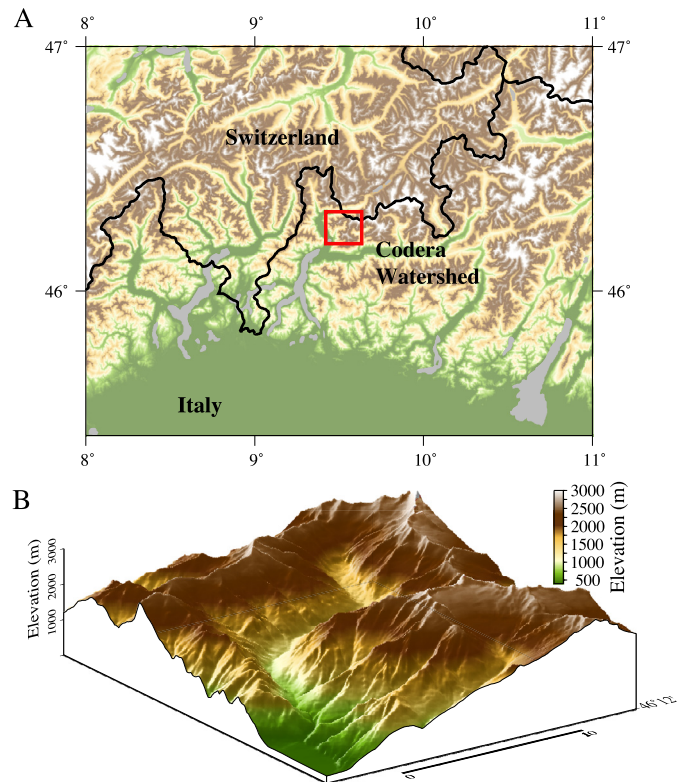 A
8° 9° 10° 11°
47° 47°
Switzerland
Codera
Watershed
46° 46°
Italy
8° 9° 10° 11°
B
Elevation (m)
3000
2000
1000
3000
2500
2000
1500
1000
500
Elevation (m)
46°12'
0 10